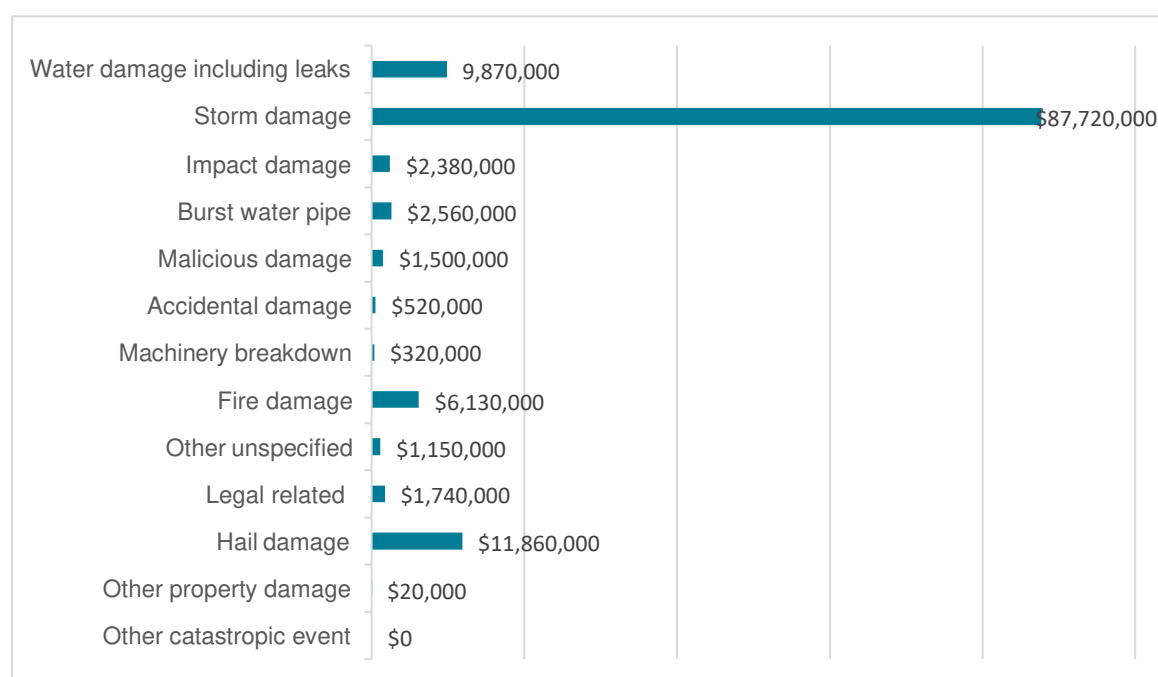 Water damage including leaks 9,870,000
Storm damage $87,720,000
Impact damage $2,380,000
Burst water pipe $2,560,000
Malicious damage $1,500,000
Accidental damage $520,000
Machinery breakdown $320,000
Fire damage $6,130,000
Other unspecified $1,150,000
Legal related $1,740,000
Hail damage $11,860,000
Other property damage $20,000
Other catastropic event $0